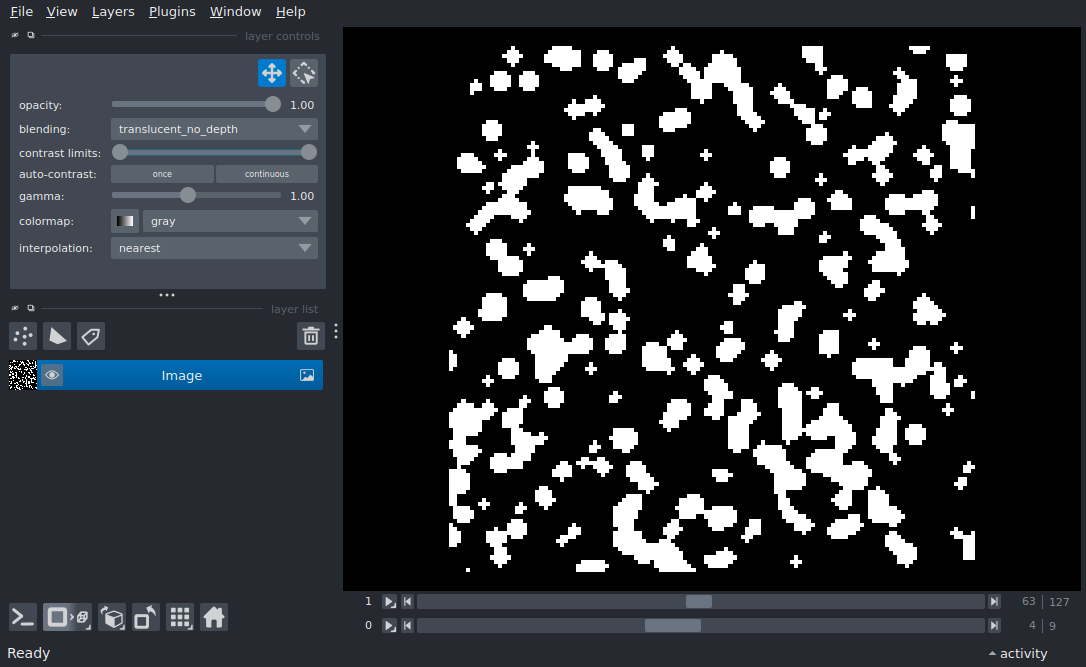 File View Layers Plugins Window Help
layer controls
opacity: 1.00
blending: translucent_no_depth
contrast limits:
auto-contrast: once continuous
gamma: 1.00
colormap: gray
interpolation: nearest
layer list
Image
1 63 127
0 4 9
Ready activity